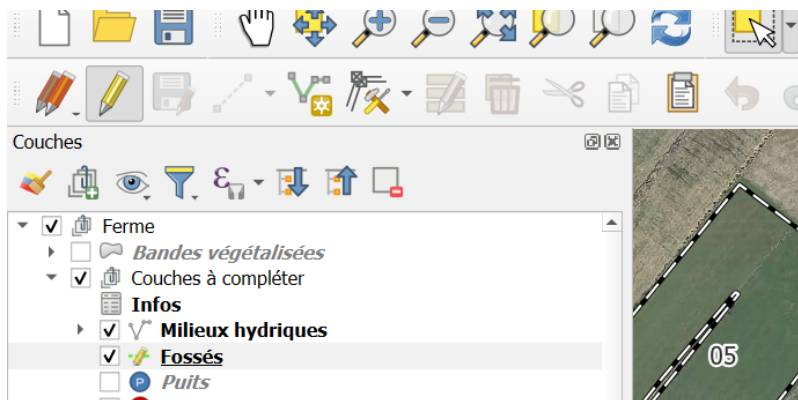 Couches
Ferme
Bandes végétalisées
Couches à compléter
Infos
Milieux hydriques
Fossés
P Puits
05